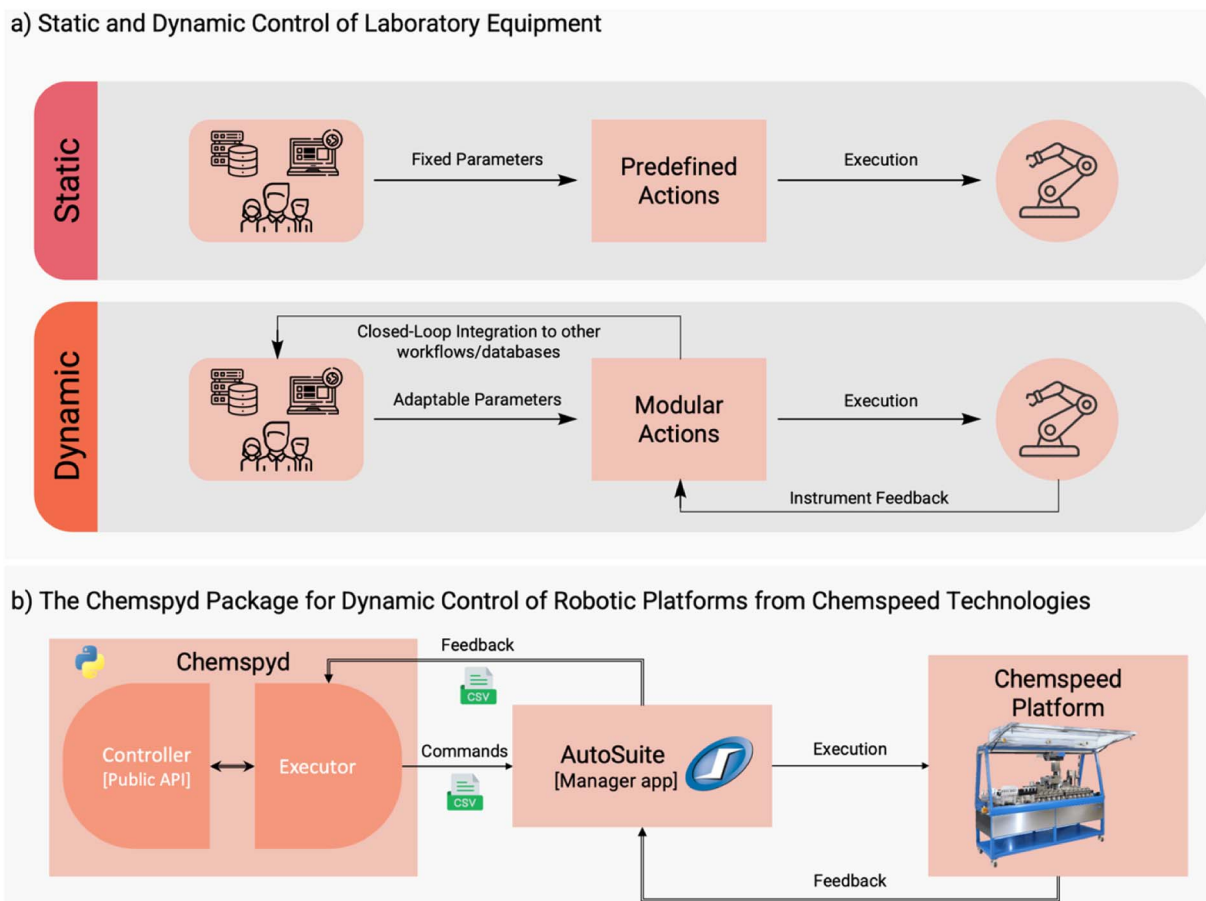 a) Static and Dynamic Control of Laboratory Equipment
Static
Fixed Parameters
Predefined
Actions
Execution
Dynamic
Closed-Loop Integration to other
workflows/databases
Adaptable Parameters
Modular
Actions
Execution
Instrument Feedback
b) The Chemspyd Package for Dynamic Control of Robotic Platforms from Chemspeed Technologies
Chemspyd
Controller
[Public API]
Executor
Feedback
CSV
Commands
CSV
AutoSuite
[Manager app]
Execution
Chemspeed
Platform
Feedback